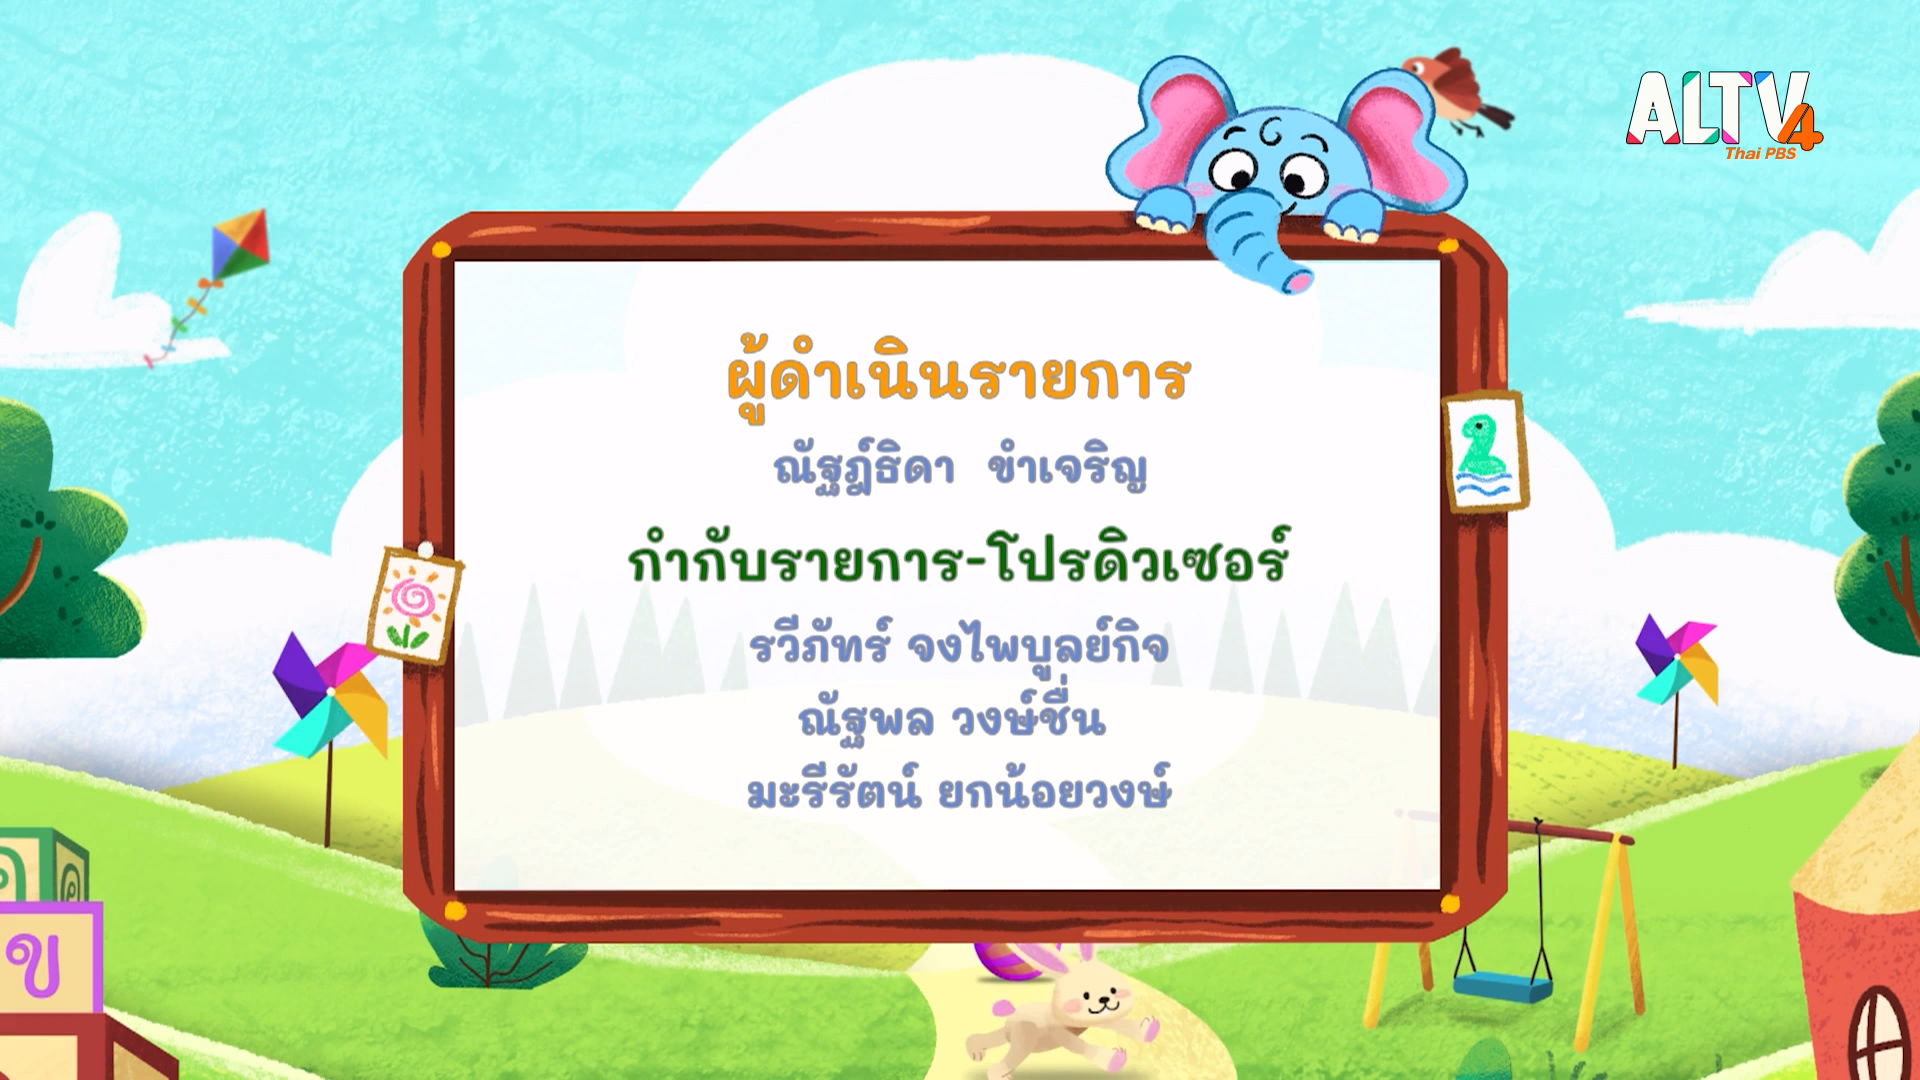 ALTV4
Thai PBS
ผู้ดำเนินรายการ
ณัฐฏ์ธิดา ขำเจริญ
กำกับรายการ-โปรดิวเซอร์
รวีภัทร์ จงไพบูลย์กิจ
ณัฐพล วงษ์ชื่น
มะรีรัตน์ ยกน้อยวงษ์
ข